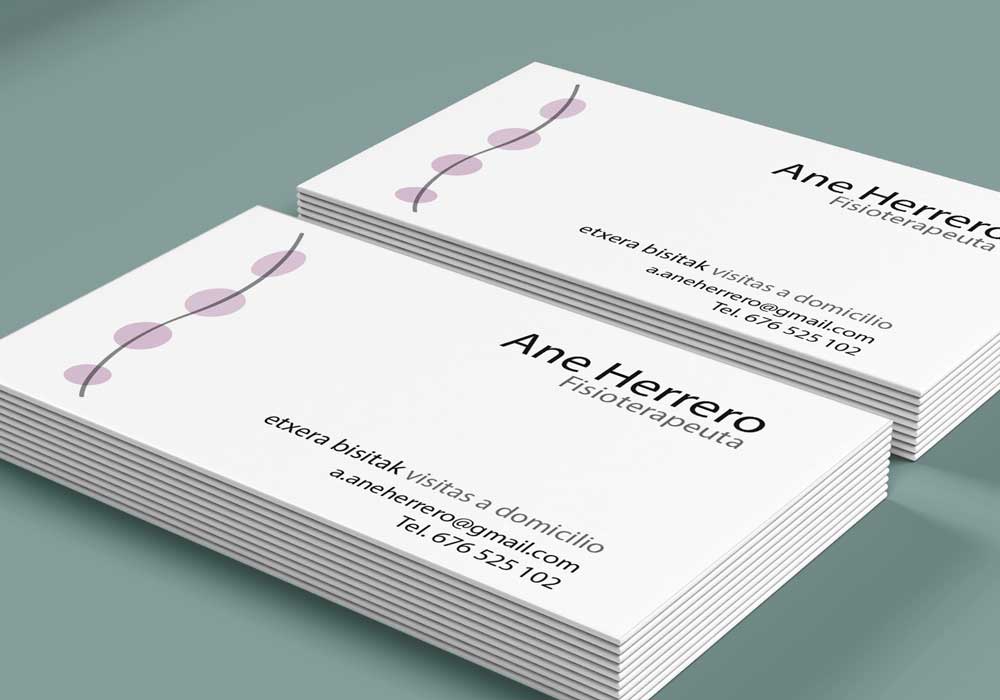 Ane Herrero
Fisioterapeuta
etxera bisitak visitas a domicilio
a.aneherrero@gmail.com
Tel. 676 525 102
Ane Herrero
Fisioterapeuta
etxera bisitak visitas a domicilio
a.aneherrero@gmail.com
Tel. 676 525 102